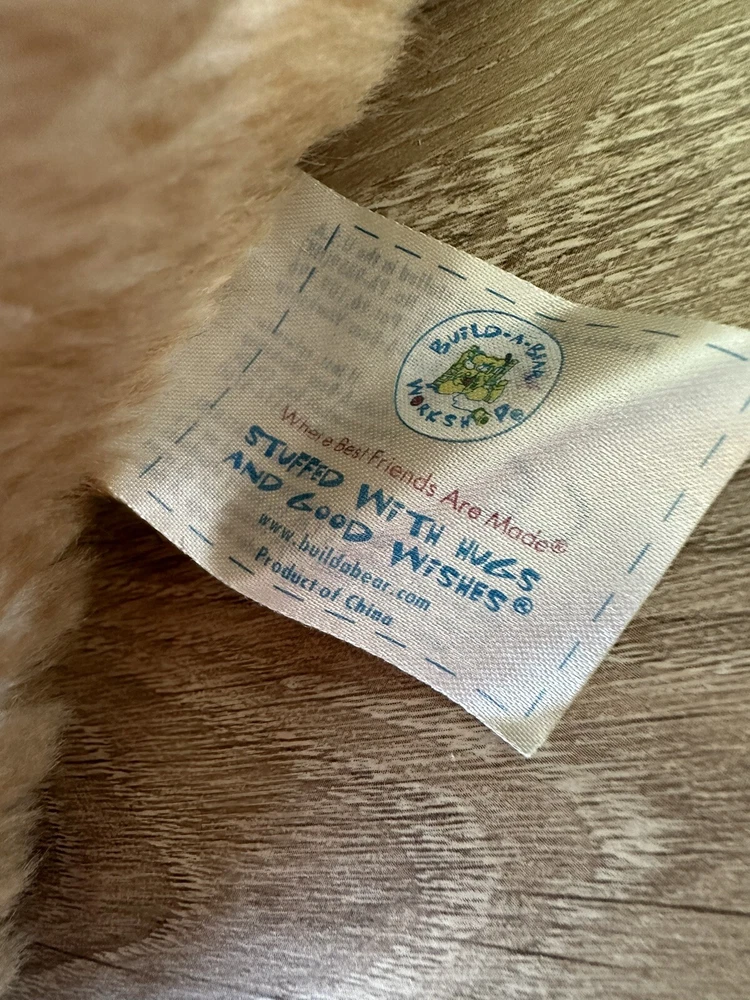 BUILD-A-BEAR
WORKSHOP®
Where Best Friends Are Made®
STUFFED WITH HUGS
AND GOOD WISHES®
www.buildabear.com
Product of China